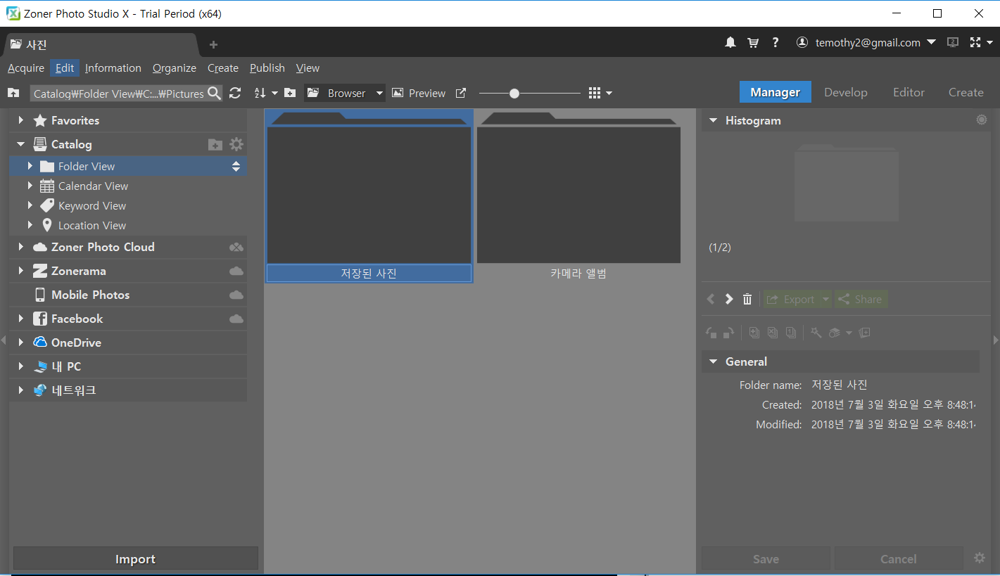 Zoner Photo Studio X - Trial Period (x64)
사진
temothy2@gmail.com
Acquire Edit Information Organize Create Publish View
Catalog₩Folder View₩C:...₩Pictures
Browser
Preview
Manager Develop Editor Create
Favorites
Catalog
Folder View
Calendar View
Keyword View
Location View
Zoner Photo Cloud
Zonerama
Mobile Photos
Facebook
OneDrive
내 PC
네트워크
Import
저장된 사진
카메라 앨범
Histogram
(1/2)
Export
Share
General
Folder name: 저장된 사진
Created: 2018년 7월 3일 화요일 오후 8:48:1
Modified: 2018년 7월 3일 화요일 오후 8:48:1
Save
Cancel